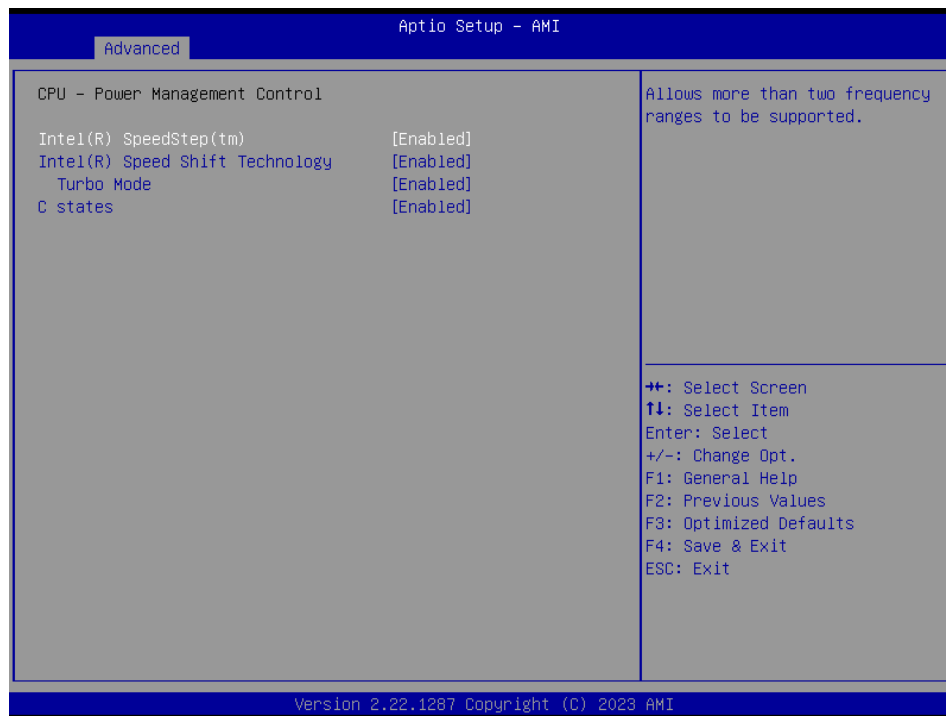 Aptio Setup – AMI
Advanced
CPU – Power Management Control
Intel(R) SpeedStep(tm) [Enabled]
Intel(R) Speed Shift Technology [Enabled]
Turbo Mode [Enabled]
C states [Enabled]
Allows more than two frequency
ranges to be supported.
→←: Select Screen
↑↓: Select Item
Enter: Select
+/-: Change Opt.
F1: General Help
F2: Previous Values
F3: Optimized Defaults
F4: Save & Exit
ESC: Exit
Version 2.22.1287 Copyright (C) 2023 AMI